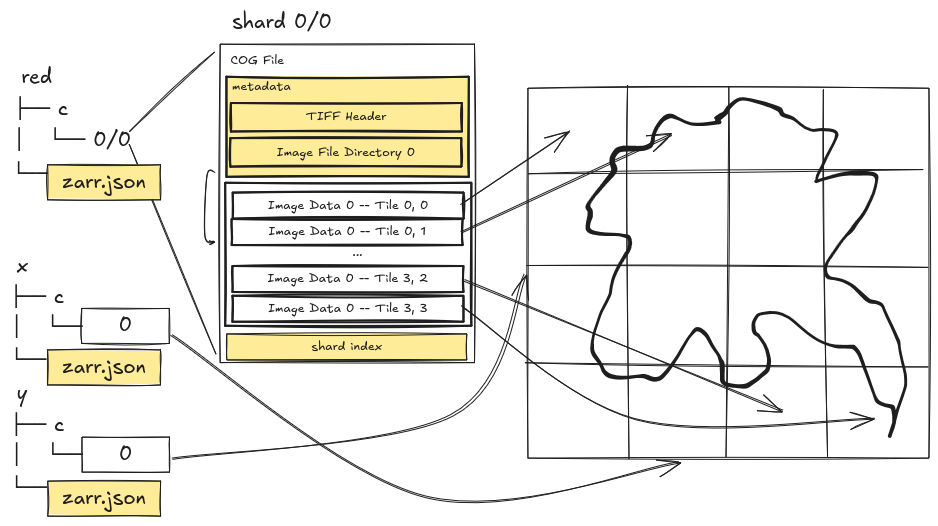 shard 0/0
red
c
0/0
zarr.json
COG File
metadata
TIFF Header
Image File Directory 0
Image Data 0 -- Tile 0, 0
Image Data 0 -- Tile 0, 1
...
Image Data 0 -- Tile 3, 2
Image Data 0 -- Tile 3, 3
shard index
x
c
0
zarr.json
y
c
0
zarr.json